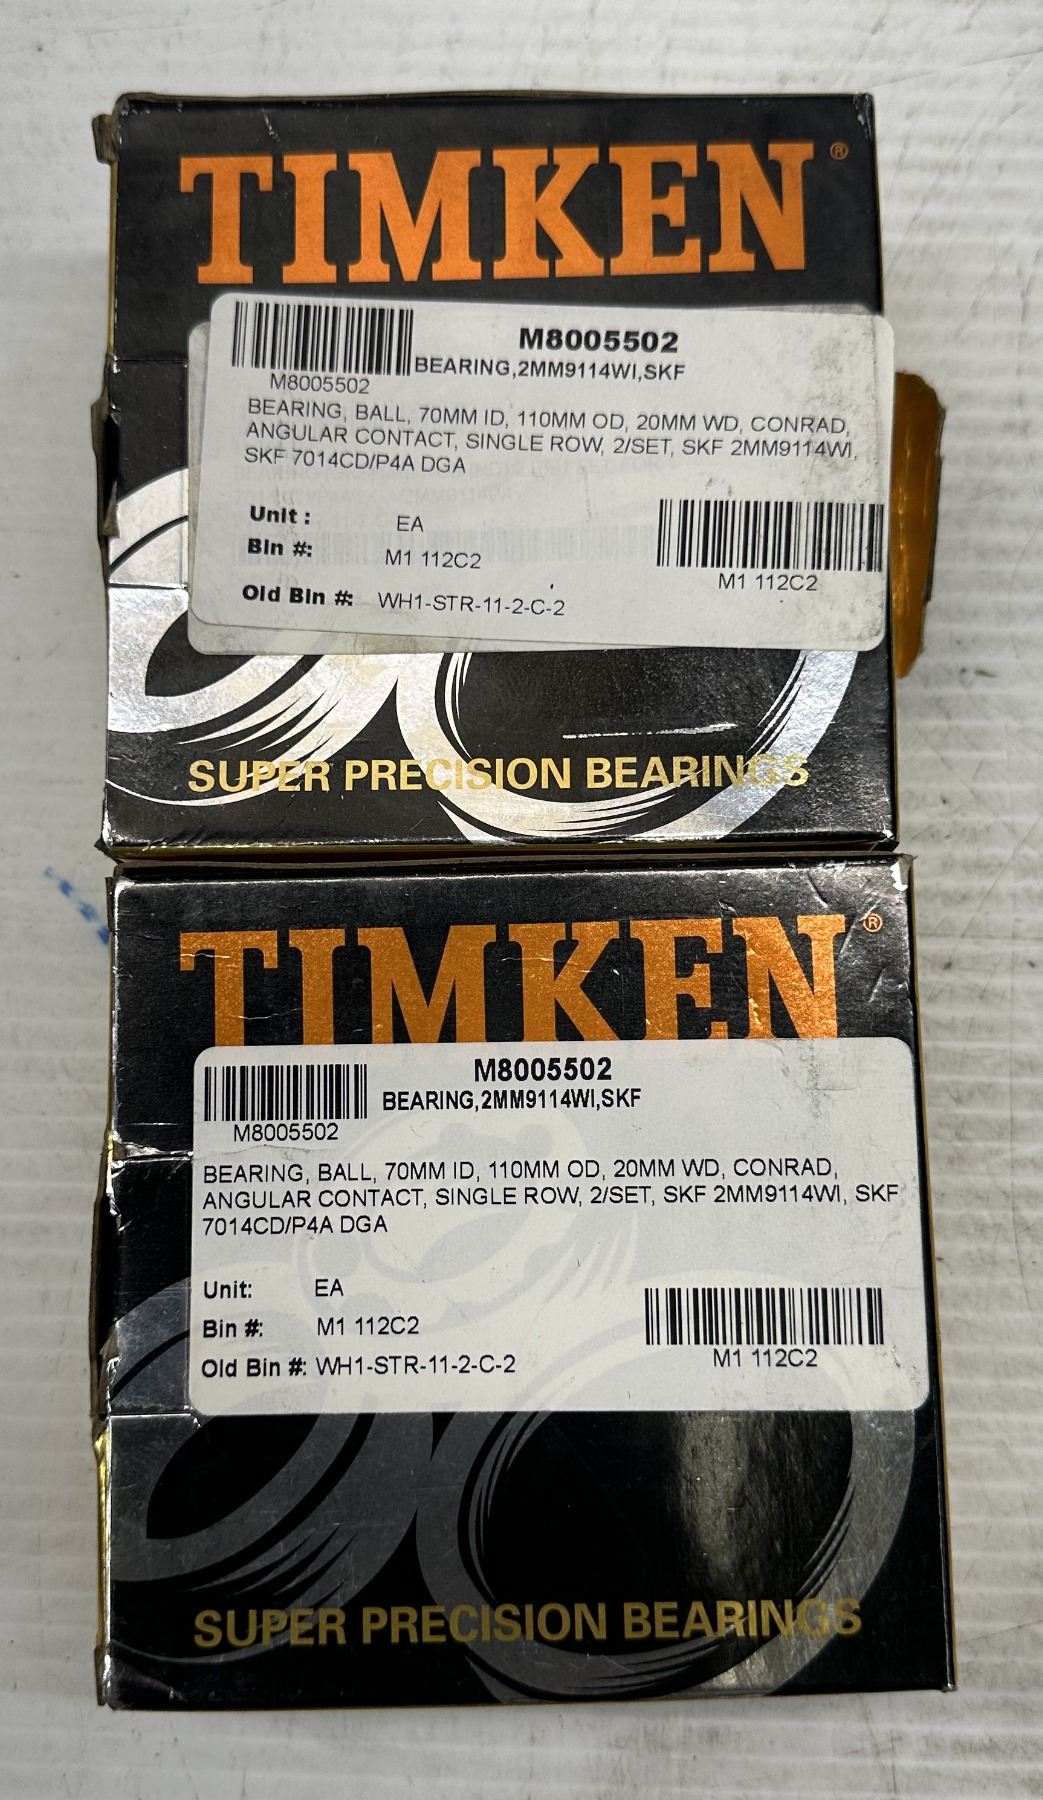 TIMKEN®
M8005502
BEARING,2MM9114WI,SKF
M8005502
BEARING, BALL, 70MM ID, 110MM OD, 20MM WD, CONRAD,
ANGULAR CONTACT, SINGLE ROW, 2/SET, SKF 2MM9114WI,
SKF 7014CD/P4A DGA
Unit : EA
Bin #: M1 112C2
M1 112C2
Old Bin #: WH1-STR-11-2-C-2
SUPER PRECISION BEARINGS
TIMKEN®
M8005502
BEARING,2MM9114WI,SKF
M8005502
BEARING, BALL, 70MM ID, 110MM OD, 20MM WD, CONRAD,
ANGULAR CONTACT, SINGLE ROW, 2/SET, SKF 2MM9114WI, SKF
7014CD/P4A DGA
Unit: EA
Bin #: M1 112C2
M1 112C2
Old Bin #: WH1-STR-11-2-C-2
SUPER PRECISION BEARINGS